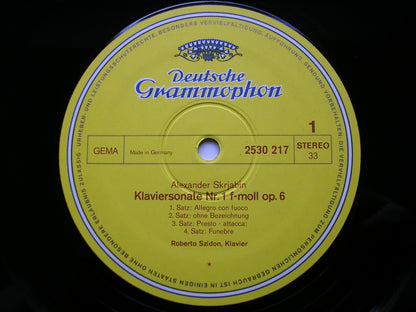 Deutsche
Grammophon
1
GEMA
Made in Germany
2530 217
STEREO
33
Alexander Skrjabin
Klaviersonate Nr. 1 f-moll op. 6
1. Satz: Allegro con fuoco
2. Satz: ohne Bezeichnung
3. Satz: Presto - attacca:
4. Satz: Funebre
Roberto Szidon, Klavier
*